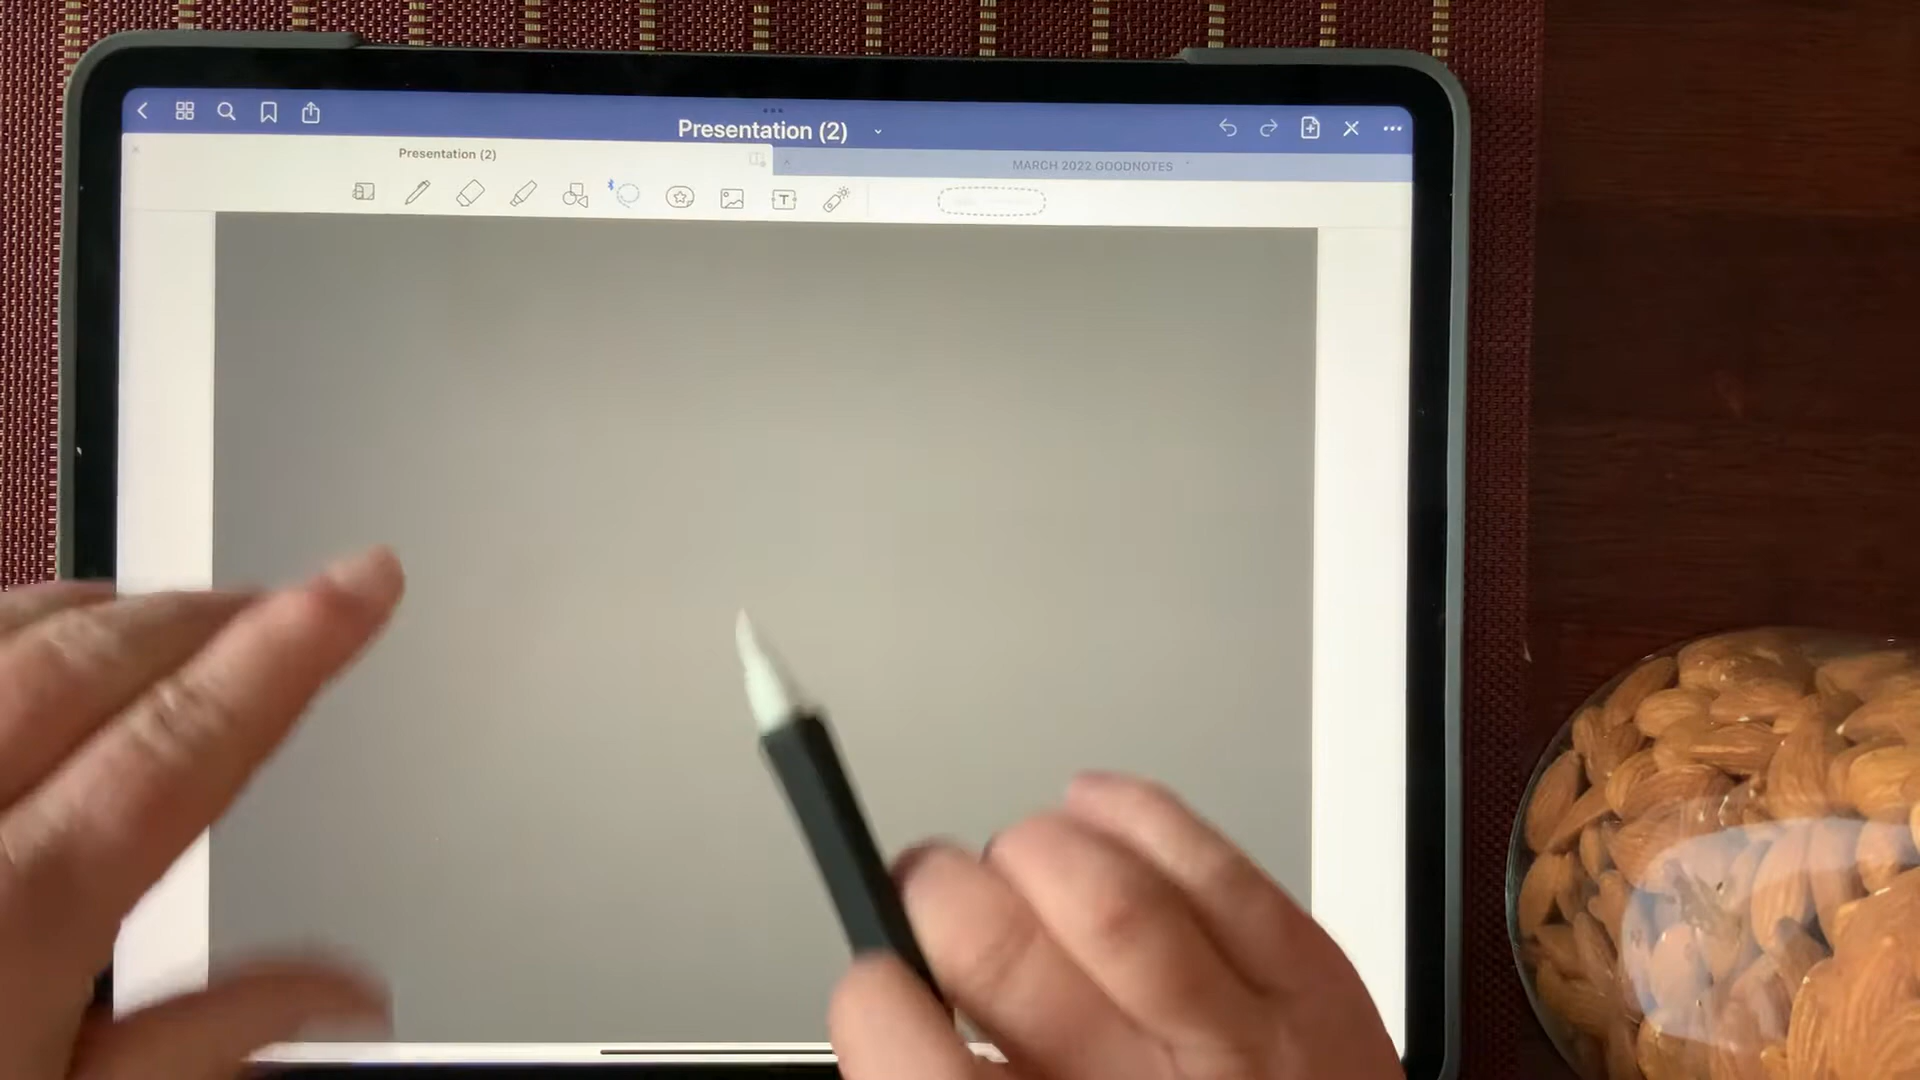 Presentation (2)
Presentation (2)
MARCH 2022 GOODNOTES
T